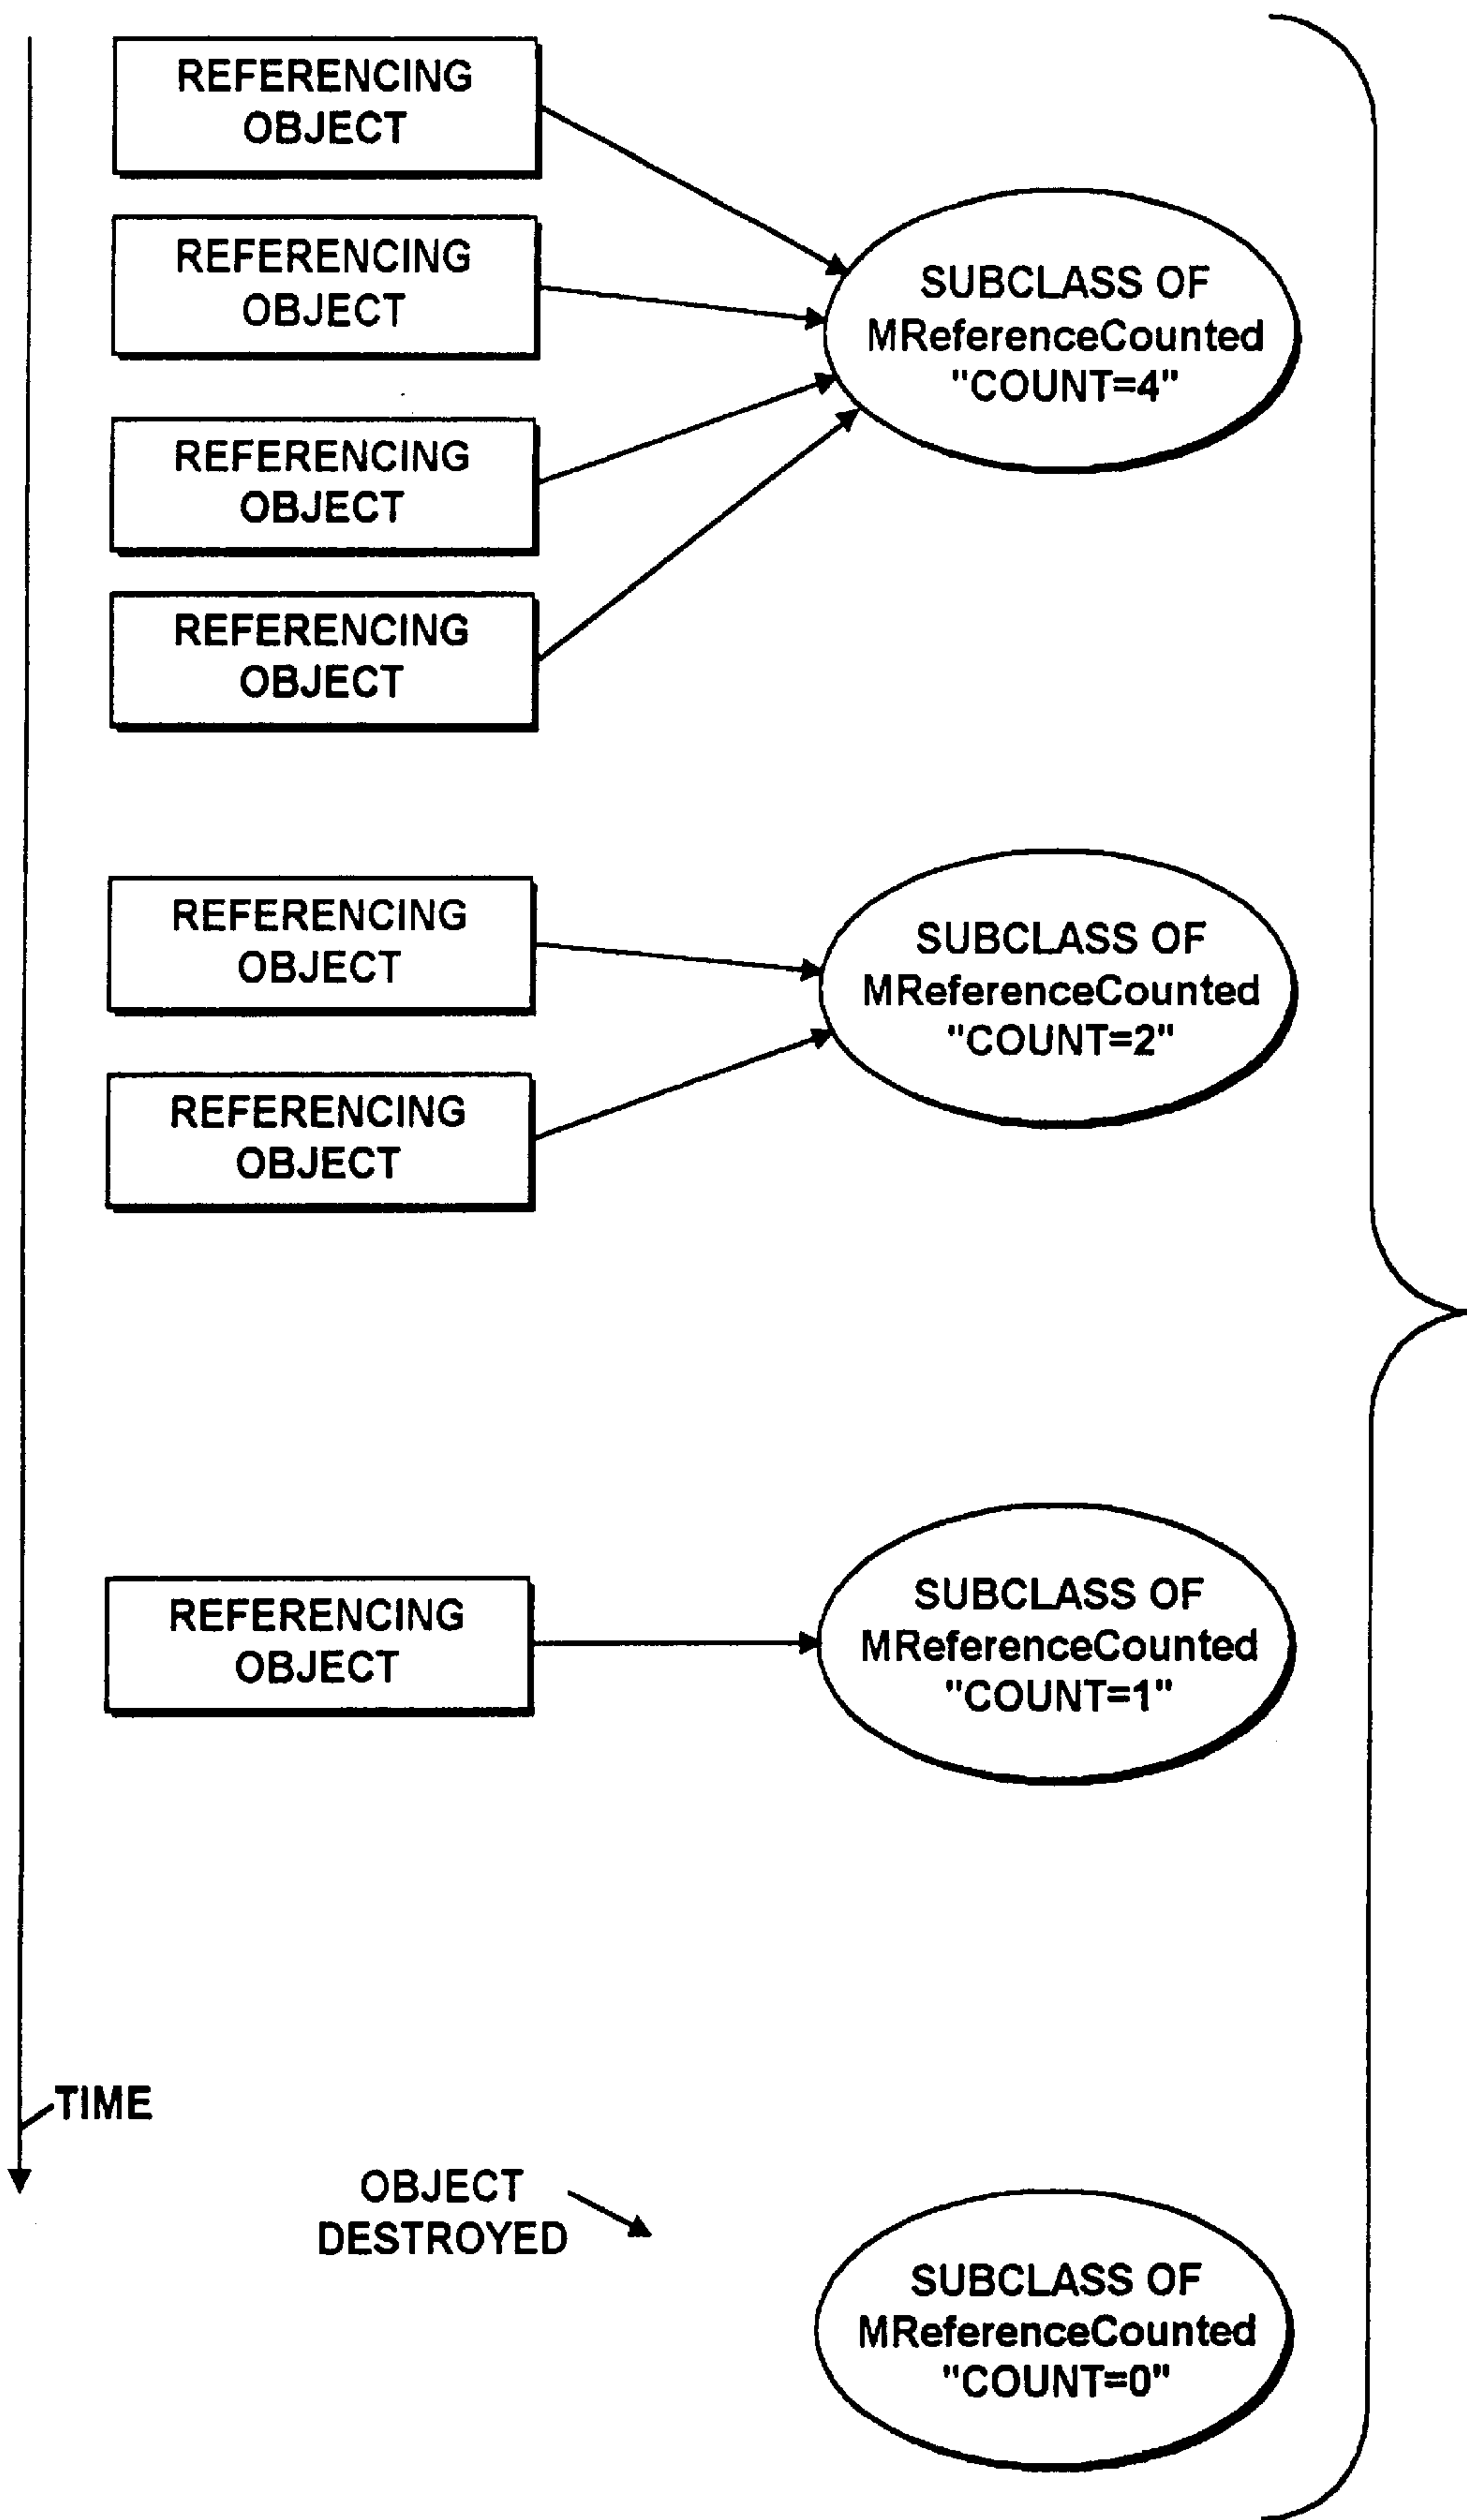 REFERENCING
OBJECT
REFERENCING
OBJECT
REFERENCING
OBJECT
REFERENCING
OBJECT
SUBCLASS OF
MReferenceCounted
"COUNT=4"
REFERENCING
OBJECT
REFERENCING
OBJECT
SUBCLASS OF
MReferenceCounted
"COUNT=2"
REFERENCING
OBJECT
SUBCLASS OF
MReferenceCounted
"COUNT=1"
TIME
OBJECT
DESTROYED
SUBCLASS OF
MReferenceCounted
"COUNT=0"